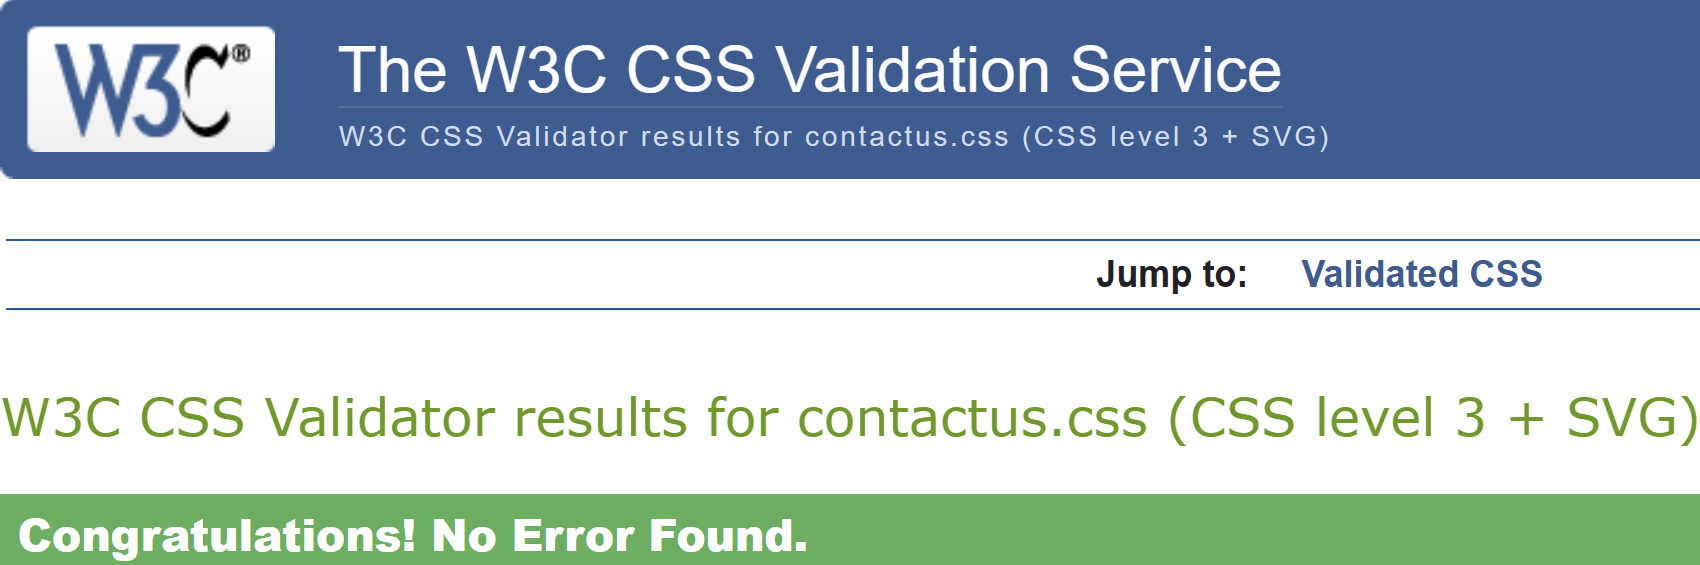 W3C®
The W3C CSS Validation Service
W3C CSS Validator results for contactus.css (CSS level 3 + SVG)
Jump to: Validated CSS
W3C CSS Validator results for contactus.css (CSS level 3 + SVG)
Congratulations! No Error Found.